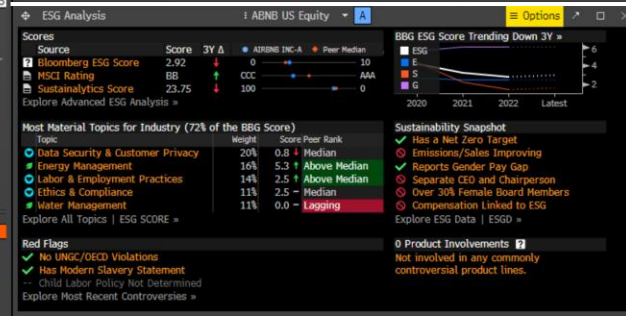 ESG Analysis
ABNB US Equity
A
Options
Scores
Source Score 3Y Δ AIRBNB INC-A Peer Median
Bloomberg ESG Score 2.92 0 10
MSCI Rating BB CCC AAA
Sustainalytics Score 23.75 100 0
Explore Advanced ESG Analysis »
BBG ESG Score Trending Down 3Y »
ESG
E
S
G
6
4
2
2020 2021 2022 Latest
Most Material Topics for Industry (72% of the BBG Score)
Topic Weight Score Peer Rank
Data Security & Customer Privacy 20% 0.8 Median
Energy Management 16% 5.3 Above Median
Labor & Employment Practices 14% 2.5 Above Median
Ethics & Compliance 11% 2.5 – Median
Water Management 11% 0.0 – Lagging
Explore All Topics | ESG SCORE »
Sustainability Snapshot
Has a Net Zero Target
Emissions/Sales Improving
Reports Gender Pay Gap
Separate CEO and Chairperson
Over 30% Female Board Members
Compensation Linked to ESG
Explore ESG Data | ESGD »
Red Flags
No UNGC/OECD Violations
Has Modern Slavery Statement
-- Child Labor Policy Not Determined
Explore Most Recent Controversies »
0 Product Involvements ?
Not involved in any commonly
controversial product lines.